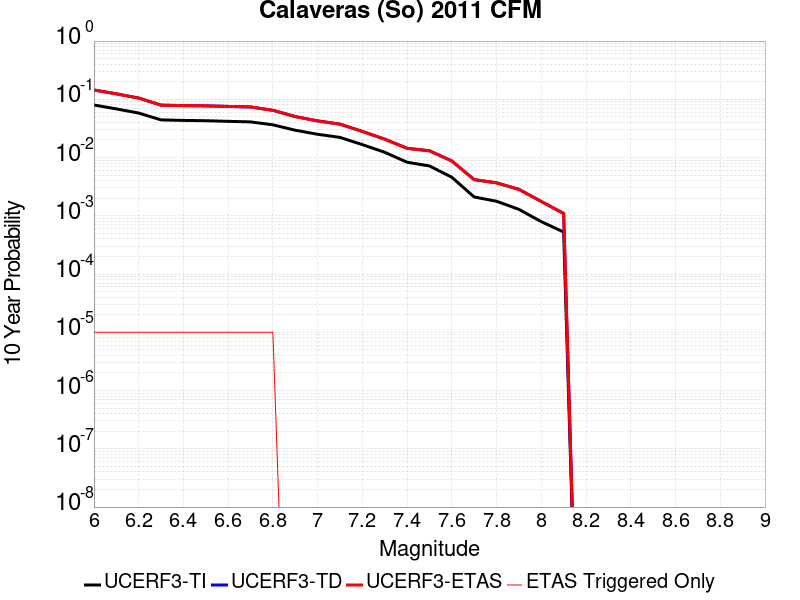 Calaveras (So) 2011 CFM
10 0
10 -1
10 -2
10 -3
10 -4
10 -5
10 -6
10 -7
10 -8
10 Year Probability
6 6.2 6.4 6.6 6.8 7 7.2 7.4 7.6 7.8 8 8.2 8.4 8.6 8.8 9
Magnitude
UCERF3-TI UCERF3-TD UCERF3-ETAS ETAS Triggered Only